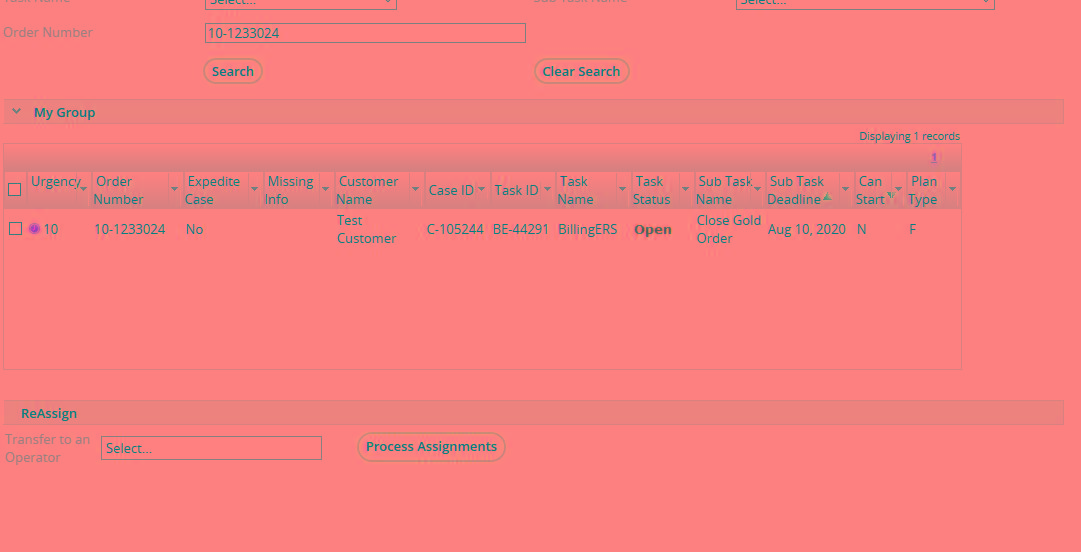 Task Name Select... Sub Task Name Select...
Order Number 10-1233024
Search Clear Search
My Group
Displaying 1 records
1
Urgency Order Number Expedite Case Missing Info Customer Name Case ID Task ID Task Name Task Status Sub Task Name Sub Task Deadline Can Start Plan Type
10 10-1233024 No Test Customer C-105244 BE-44291 BillingERS Open Close Gold Order Aug 10, 2020 N F
ReAssign
Transfer to an Operator Select... Process Assignments